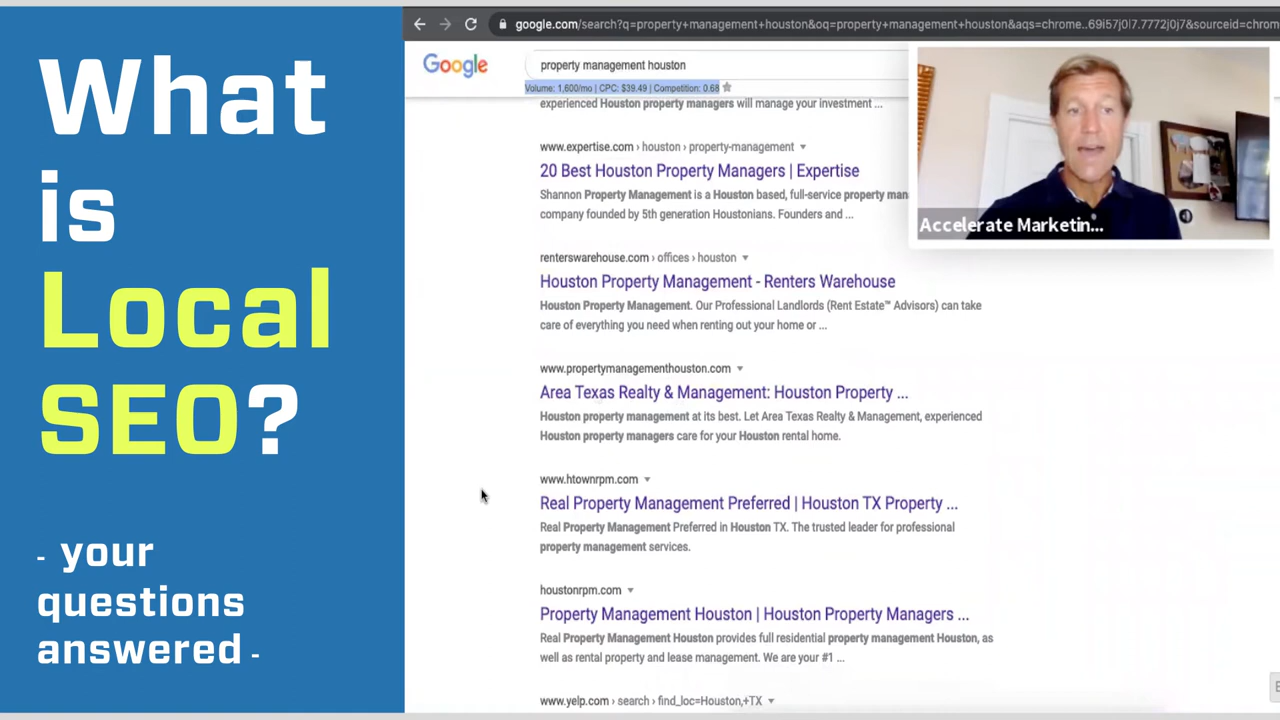 What
is
Local
SEO?
- your
questions
answered -
google.com/search?q=property+management+houston&oq=property+management+houston&aqs=chrome..69i57j0l7.7772j0j7&sourceid=chrom
Google
property management houston
Volume: 1,600/mo | CPC: $39.49 | Competition: 0.68
experienced Houston property managers will manage your investment ...
www.expertise.com › houston › property-management
20 Best Houston Property Managers | Expertise
Shannon Property Management is a Houston based, full-service property man
company founded by 5th generation Houstonians. Founders and ...
renterswarehouse.com › offices › houston
Houston Property Management - Renters Warehouse
Houston Property Management. Our Professional Landlords (Rent Estate™ Advisors) can take
care of everything you need when renting out your home or ...
www.propertymanagementhouston.com
Area Texas Realty & Management: Houston Property ...
Houston property management at its best. Let Area Texas Realty & Management, experienced
Houston property managers care for your Houston rental home.
www.htownrpm.com
Real Property Management Preferred | Houston TX Property ...
Real Property Management Preferred in Houston TX. The trusted leader for professional
property management services.
houstonrpm.com
Property Management Houston | Houston Property Managers ...
Real Property Management Houston provides full residential property management Houston, as
well as rental property and lease management. We are your #1 ...
www.yelp.com › search › find_loc=Houston,+TX
Accelerate Marketin...